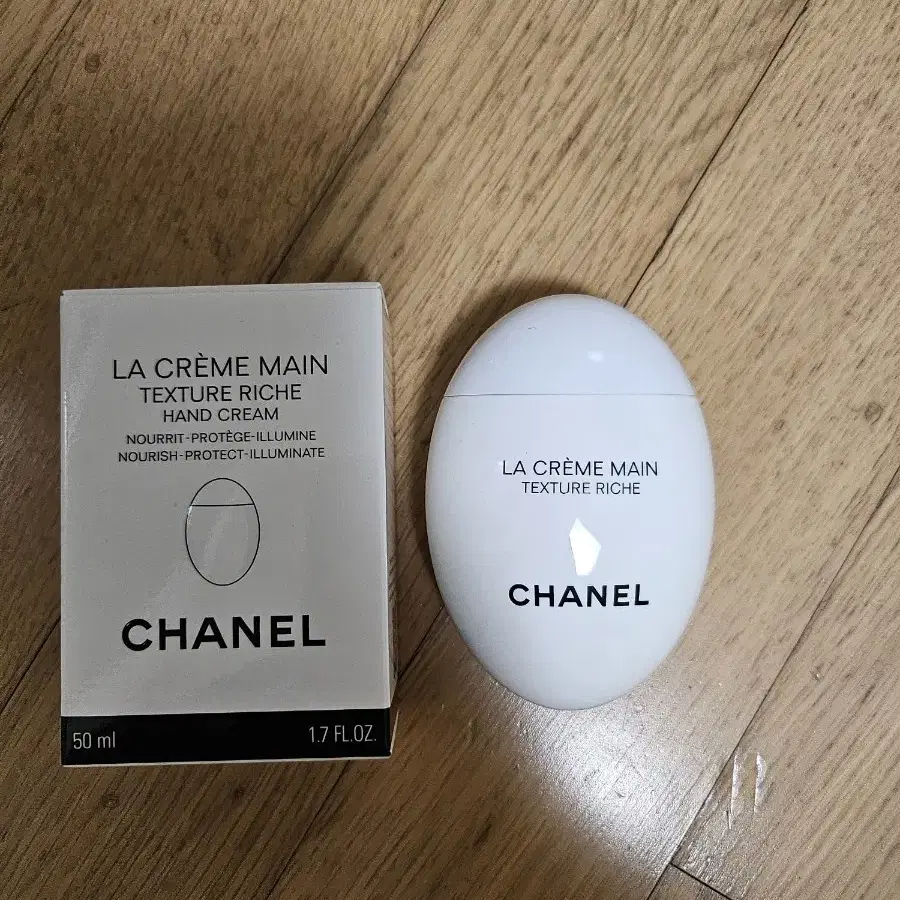 LA CRÈME MAIN
TEXTURE RICHE
HAND CREAM
NOURRIT-PROTÈGE-ILLUMINE
NOURISH-PROTECT-ILLUMINATE
CHANEL
50 ml
1.7 FL.OZ.
LA CRÈME MAIN
TEXTURE RICHE
CHANEL